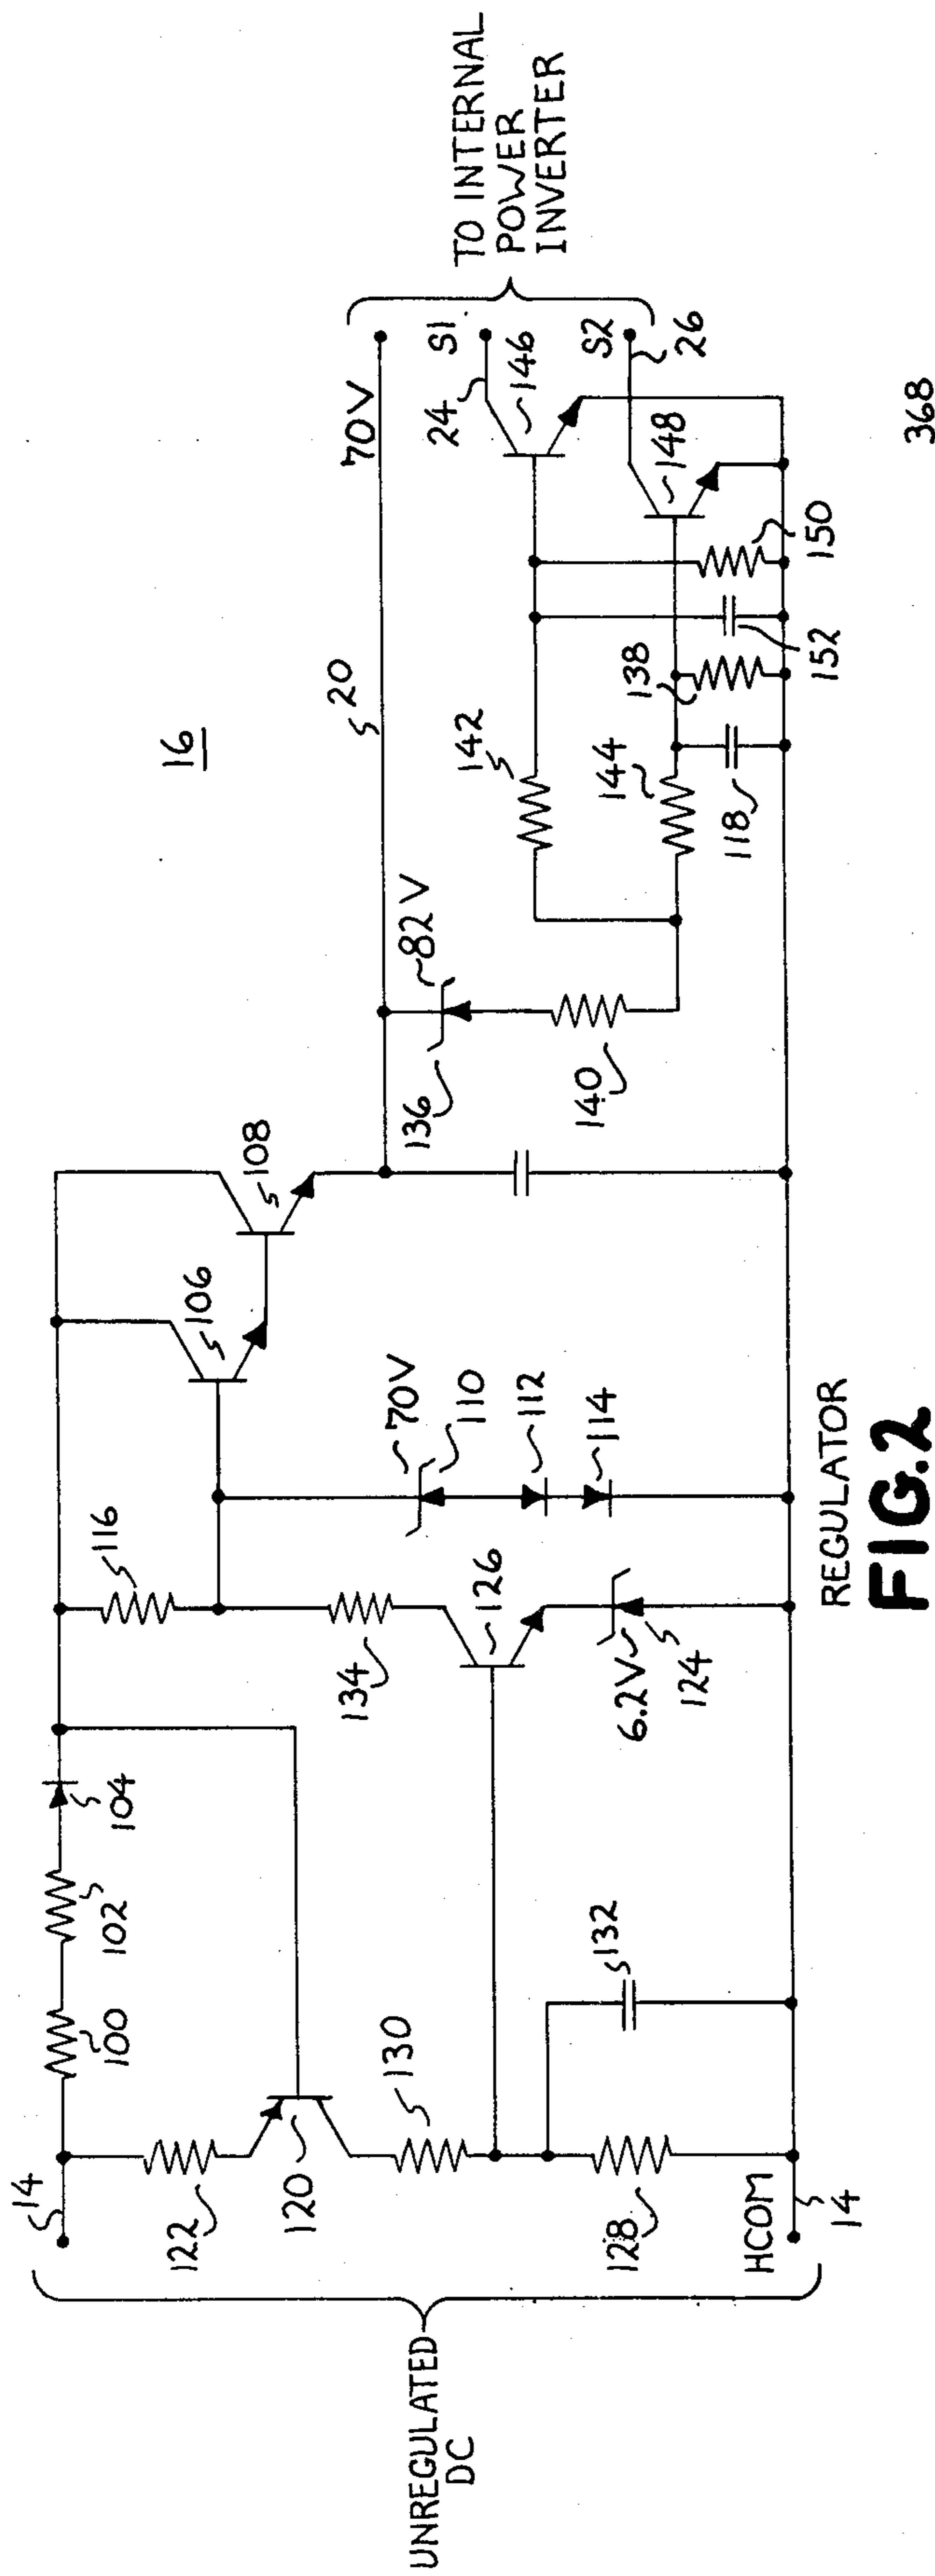 16
UNREGULATED
DC
14
HCOM
14
100
102
104
122
120
130
128
132
116
134
126
6.2V
124
70V
110
112
114
106
108
136
82V
140
20
142
144
118
138
152
150
70V
24
S1
146
148
S2
26
TO INTERNAL
POWER
INVERTER
REGULATOR
FIG.2
368